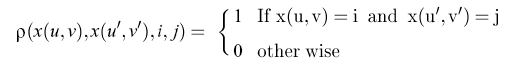 ρ(x(u,v),x(u′,v′),i,j) = { 1 If x(u,v) = i and x(u′,v′) = j
0 other wise